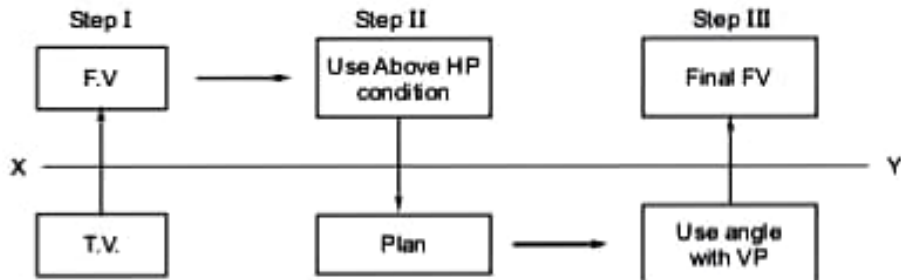 Step I
Step II
Step III
F.V
Use Above HP
condition
Final FV
X
Y
T.V.
Plan
Use angle
with VP